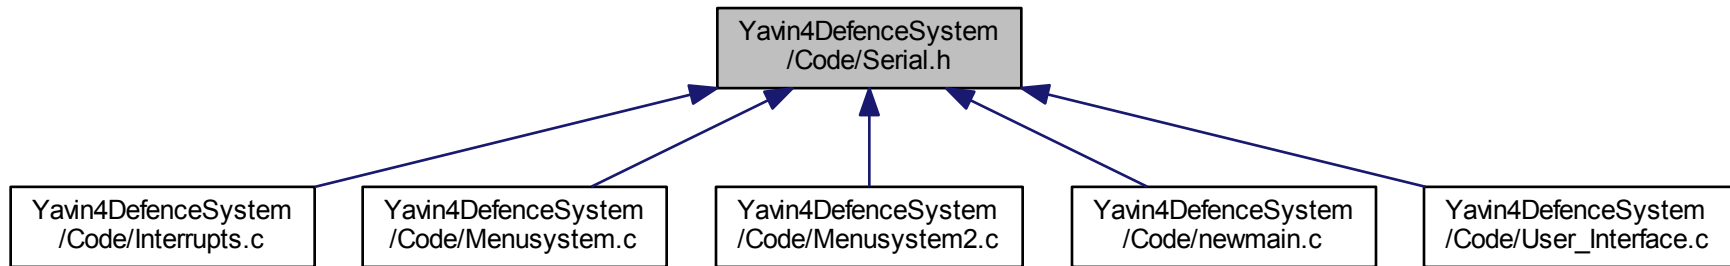 Yavin4DefenceSystem
/Code/Serial.h
Yavin4DefenceSystem
/Code/Interrupts.c
Yavin4DefenceSystem
/Code/Menusystem.c
Yavin4DefenceSystem
/Code/Menusystem2.c
Yavin4DefenceSystem
/Code/newmain.c
Yavin4DefenceSystem
/Code/User_Interface.c